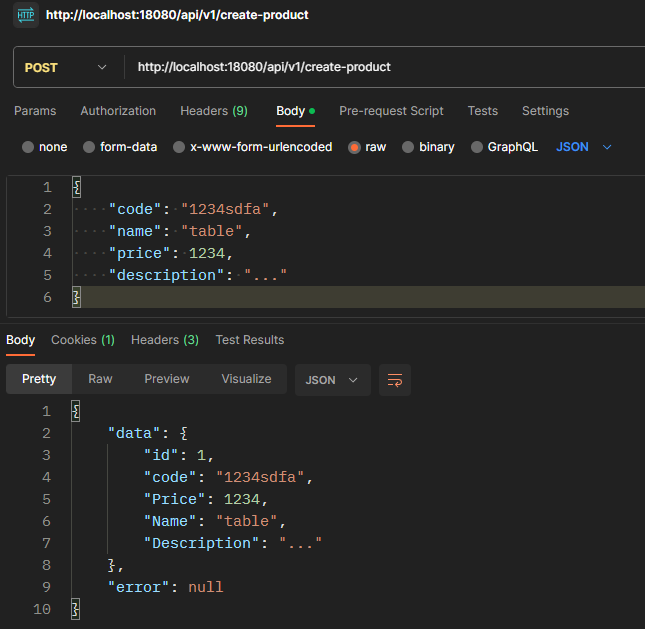 HTTP http://localhost:18080/api/v1/create-product
POST http://localhost:18080/api/v1/create-product
Params Authorization Headers (9) Body Pre-request Script Tests Settings
none form-data x-www-form-urlencoded raw binary GraphQL JSON
1 {
2 "code": "1234sdfa",
3 "name": "table",
4 "price": 1234,
5 "description": "..."
6 }
Body Cookies (1) Headers (3) Test Results
Pretty Raw Preview Visualize JSON
1 {
2 "data": {
3 "id": 1,
4 "code": "1234sdfa",
5 "Price": 1234,
6 "Name": "table",
7 "Description": "..."
8 },
9 "error": null
10 }